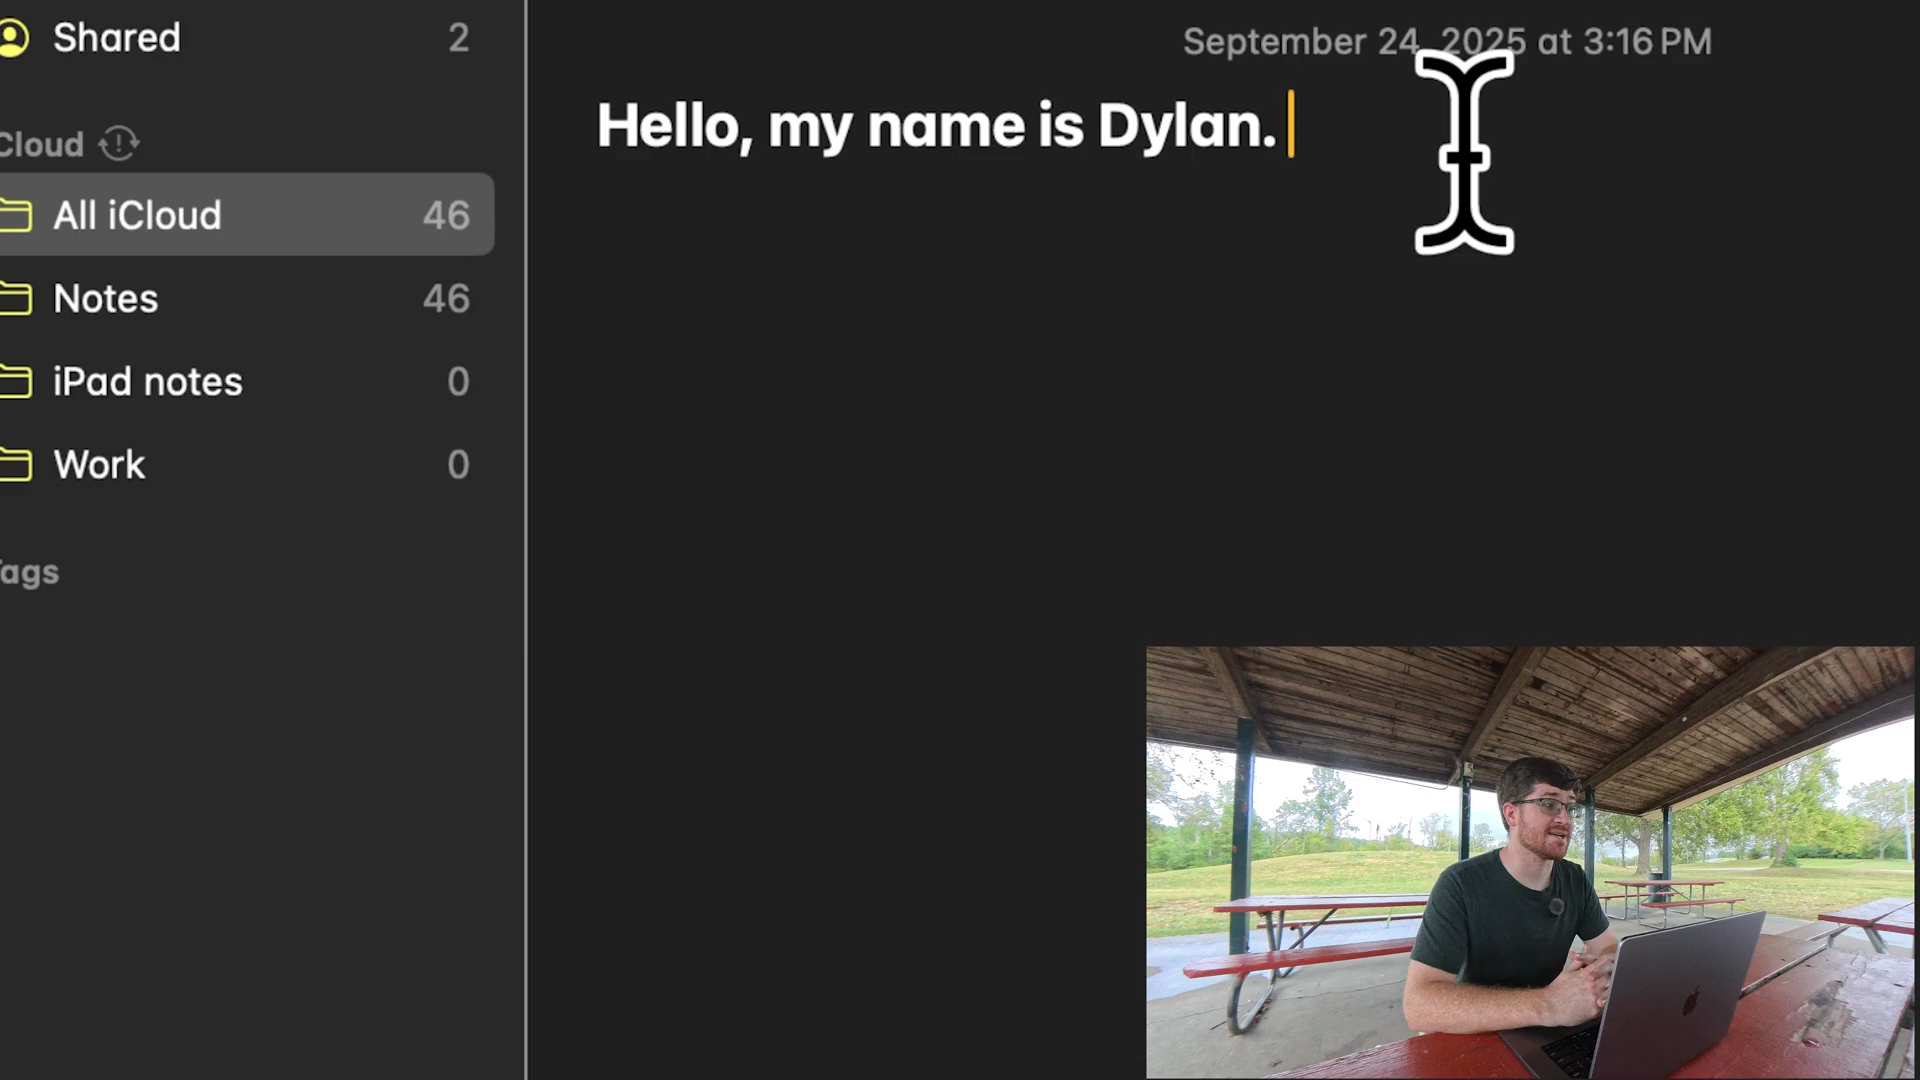 Shared 2
Cloud
All iCloud 46
Notes 46
iPad notes 0
Work 0
ags
September 24, 2025 at 3:16 PM
Hello, my name is Dylan.